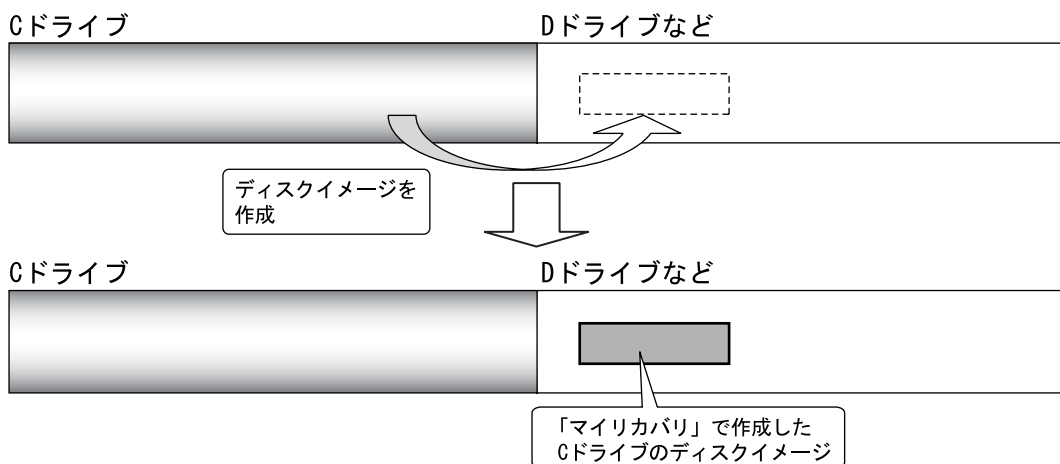 Cドライブ
Dドライブなど
ディスクイメージを
作成
Cドライブ
Dドライブなど
「マイリカバリ」で作成した
Cドライブのディスクイメージ